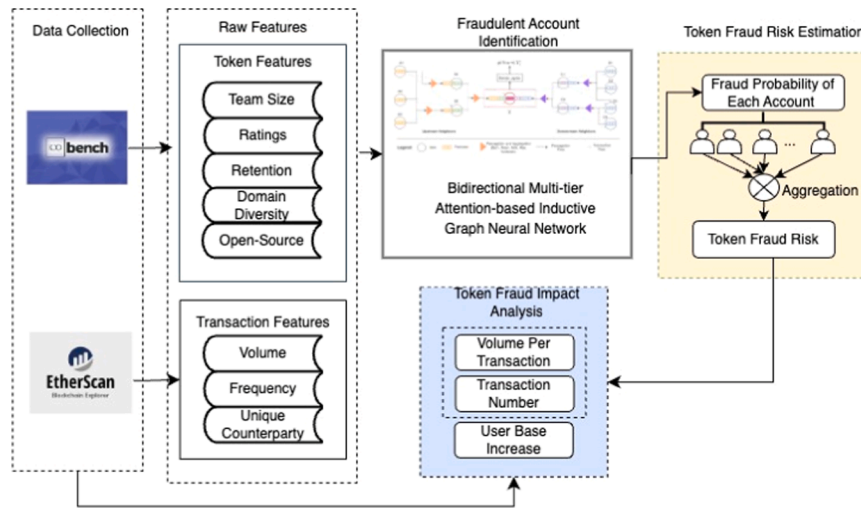 Data Collection
Raw Features
Fraudulent Account
Identification
Token Fraud Risk Estimation
Token Features
Team Size
Ratings
Retention
Domain
Diversity
Open-Source
bench
EtherScan
Blockchain Explorer
Transaction Features
Volume
Frequency
Unique
Counterparty
Bidirectional Multi-tier
Attention-based Inductive
Graph Neural Network
Fraud Probability of
Each Account
...
Aggregation
Token Fraud Risk
Token Fraud Impact
Analysis
Volume Per
Transaction
Transaction
Number
User Base
Increase